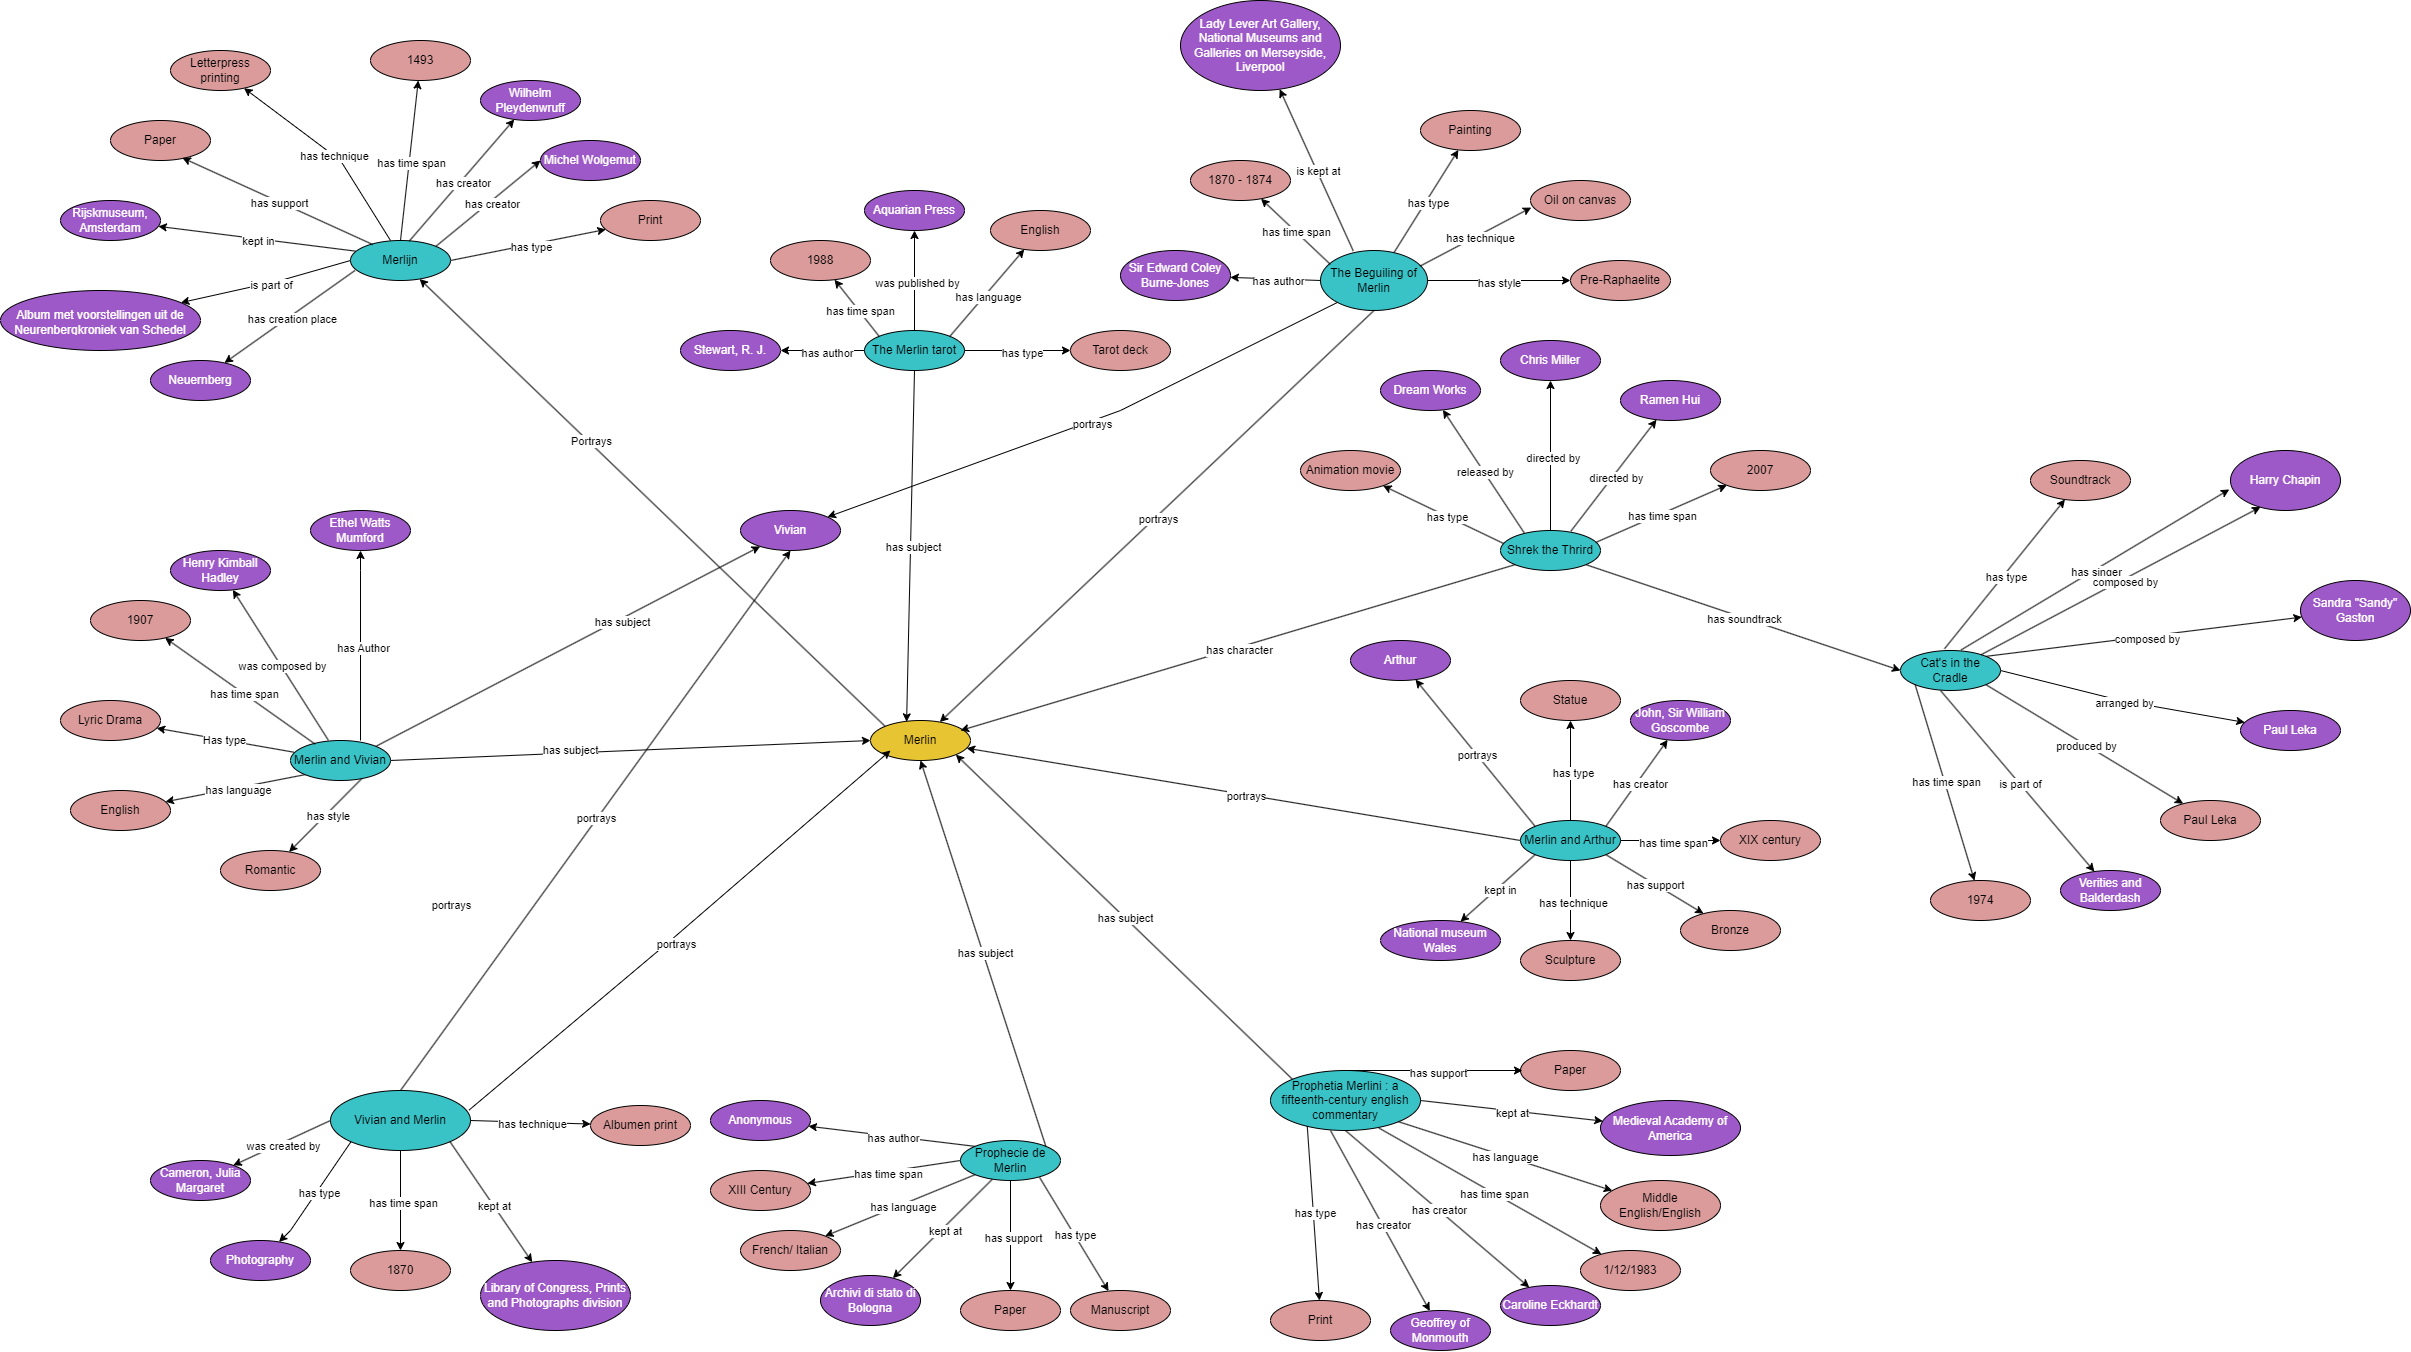 Lady Lever Art Gallery,
National Museums and
Galleries on Merseyside,
Liverpool
Letterpress
printing
1493
Wilhelm
Pleydenwruff
Paper
has technique
has time span
Michel Wolgemut
has creator
has creator
has support
Rijskmuseum,
Amsterdam
Print
kept in
has type
Merlijn
is part of
Album met voorstellingen uit de
Neurenbergkroniek van Schedel
has creation place
Neuernberg
Portrays
Aquarian Press
English
1988
was published by
has language
has time span
Stewart, R. J.
has author
The Merlin tarot
has type
Tarot deck
has subject
is kept at
Painting
1870 - 1874
has type
Oil on canvas
has time span
has technique
Sir Edward Coley
Burne-Jones
has author
The Beguiling of
Merlin
has style
Pre-Raphaelite
portrays
portrays
Chris Miller
Dream Works
Ramen Hui
Animation movie
released by
directed by
directed by
2007
has type
has time span
Shrek the Thrird
has character
has soundtrack
Soundtrack
Harry Chapin
has type
has singer
composed by
Sandra "Sandy"
Gaston
composed by
Cat's in the
Cradle
arranged by
Paul Leka
produced by
has time span
is part of
Paul Leka
1974
Verities and
Balderdash
Vivian
Ethel Watts
Mumford
Henry Kimball
Hadley
1907
has Author
was composed by
has time span
has subject
Lyric Drama
Has type
Merlin and Vivian
has subject
has language
English
has style
Romantic
Merlin
Arthur
Statue
John, Sir William
Goscombe
portrays
has type
has creator
portrays
Merlin and Arthur
has time span
XIX century
kept in
has technique
has support
National museum
Wales
Sculpture
Bronze
portrays
portrays
portrays
has subject
has subject
Vivian and Merlin
has technique
Albumen print
was created by
Cameron, Julia
Margaret
has type
has time span
kept at
Photography
1870
Library of Congress, Prints
and Photographs division
Anonymous
has author
Prophecie de
Merlin
XIII Century
has time span
has language
French/ Italian
kept at
has support
has type
Archivi di stato di
Bologna
Paper
Manuscript
Prophetia Merlini : a
fifteenth-century english
commentary
has support
Paper
kept at
Medieval Academy of
America
has language
Middle
English/English
has time span
has type
has creator
has creator
1/12/1983
Caroline Eckhardt
Print
Geoffrey of
Monmouth